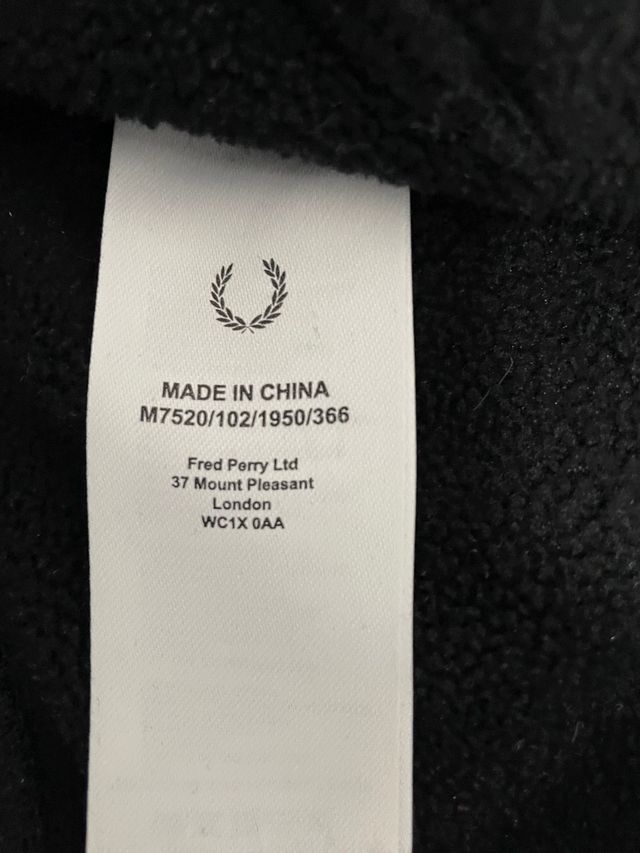 MADE IN CHINA
M7520/102/1950/366
Fred Perry Ltd
37 Mount Pleasant
London
WC1X 0AA